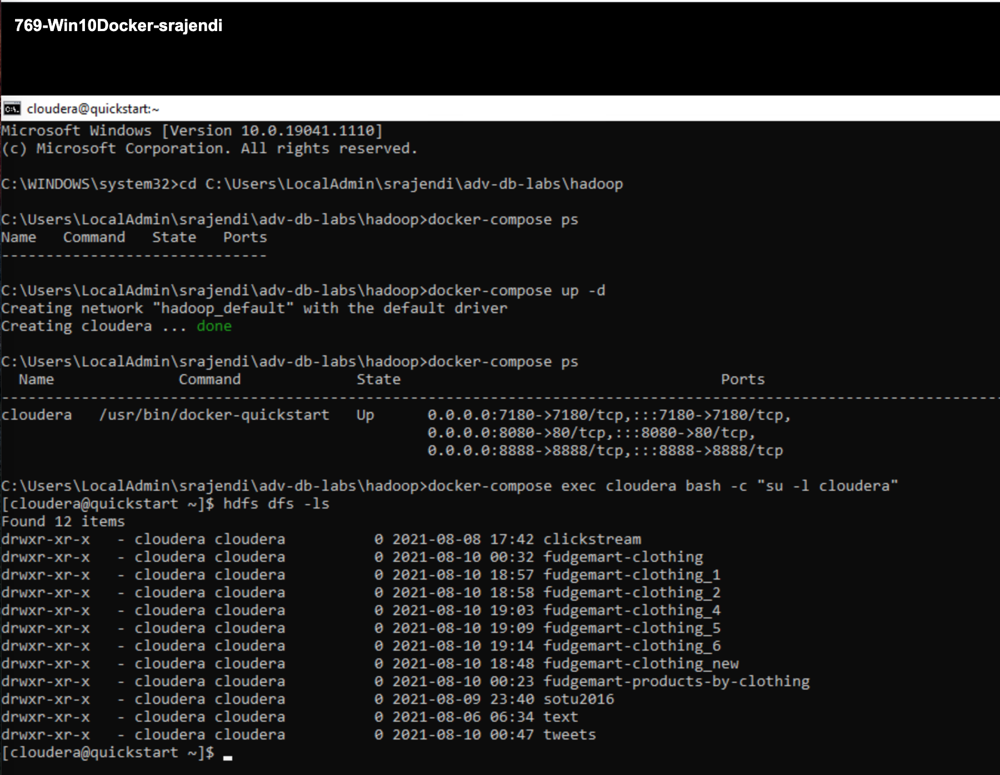 769-Win10Docker-srajendi
C:\. cloudera@quickstart:~
Microsoft Windows [Version 10.0.19041.1110]
(c) Microsoft Corporation. All rights reserved.
C:\WINDOWS\system32>cd C:\Users\LocalAdmin\srajendi\adv-db-labs\hadoop
C:\Users\LocalAdmin\srajendi\adv-db-labs\hadoop>docker-compose ps
Name   Command   State   Ports
------------------------------
C:\Users\LocalAdmin\srajendi\adv-db-labs\hadoop>docker-compose up -d
Creating network "hadoop_default" with the default driver
Creating cloudera ... done
C:\Users\LocalAdmin\srajendi\adv-db-labs\hadoop>docker-compose ps
  Name              Command             State                                    Ports
----------------------------------------------------------------------------------------------------------------
cloudera   /usr/bin/docker-quickstart   Up      0.0.0.0:7180->7180/tcp,:::7180->7180/tcp,
                                                0.0.0.0:8080->80/tcp,:::8080->80/tcp,
                                                0.0.0.0:8888->8888/tcp,:::8888->8888/tcp
C:\Users\LocalAdmin\srajendi\adv-db-labs\hadoop>docker-compose exec cloudera bash -c "su -l cloudera"
[cloudera@quickstart ~]$ hdfs dfs -ls
Found 12 items
drwxr-xr-x   - cloudera cloudera          0 2021-08-08 17:42 clickstream
drwxr-xr-x   - cloudera cloudera          0 2021-08-10 00:32 fudgemart-clothing
drwxr-xr-x   - cloudera cloudera          0 2021-08-10 18:57 fudgemart-clothing_1
drwxr-xr-x   - cloudera cloudera          0 2021-08-10 18:58 fudgemart-clothing_2
drwxr-xr-x   - cloudera cloudera          0 2021-08-10 19:03 fudgemart-clothing_4
drwxr-xr-x   - cloudera cloudera          0 2021-08-10 19:09 fudgemart-clothing_5
drwxr-xr-x   - cloudera cloudera          0 2021-08-10 19:14 fudgemart-clothing_6
drwxr-xr-x   - cloudera cloudera          0 2021-08-10 18:48 fudgemart-clothing_new
drwxr-xr-x   - cloudera cloudera          0 2021-08-10 00:23 fudgemart-products-by-clothing
drwxr-xr-x   - cloudera cloudera          0 2021-08-09 23:40 sotu2016
drwxr-xr-x   - cloudera cloudera          0 2021-08-06 06:34 text
drwxr-xr-x   - cloudera cloudera          0 2021-08-10 00:47 tweets
[cloudera@quickstart ~]$